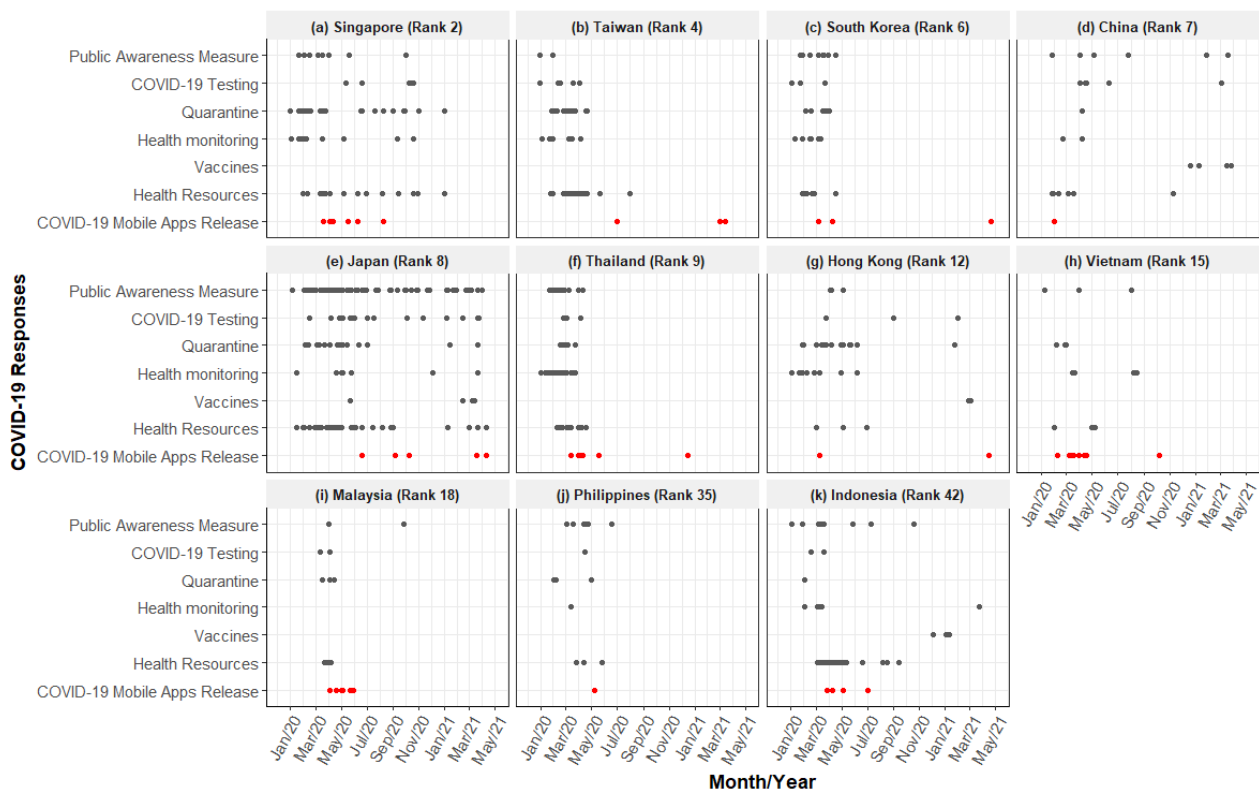 (a) Singapore (Rank 2)
(b) Taiwan (Rank 4)
(c) South Korea (Rank 6)
(d) China (Rank 7)
Public Awareness Measure
COVID-19 Testing
Quarantine
Health monitoring
Vaccines
Health Resources
COVID-19 Mobile Apps Release
(e) Japan (Rank 8)
(f) Thailand (Rank 9)
(g) Hong Kong (Rank 12)
(h) Vietnam (Rank 15)
Public Awareness Measure
COVID-19 Testing
Quarantine
Health monitoring
Vaccines
Health Resources
COVID-19 Mobile Apps Release
Jan/20 Mar/20 May/20 Jul/20 Sep/20 Nov/20 Jan/21 Mar/21 May/21
(i) Malaysia (Rank 18)
(j) Philippines (Rank 35)
(k) Indonesia (Rank 42)
Public Awareness Measure
COVID-19 Testing
Quarantine
Health monitoring
Vaccines
Health Resources
COVID-19 Mobile Apps Release
Jan/20 Mar/20 May/20 Jul/20 Sep/20 Nov/20 Jan/21 Mar/21 May/21
Jan/20 Mar/20 May/20 Jul/20 Sep/20 Nov/20 Jan/21 Mar/21 May/21
Jan/20 Mar/20 May/20 Jul/20 Sep/20 Nov/20 Jan/21 Mar/21 May/21
COVID-19 Responses
Month/Year